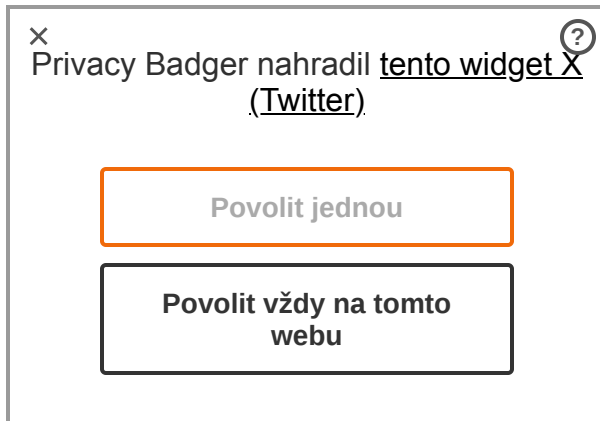 ×
?
Privacy Badger nahradil tento widget X
(Twitter)
Povolit jednou
Povolit vždy na tomto
webu